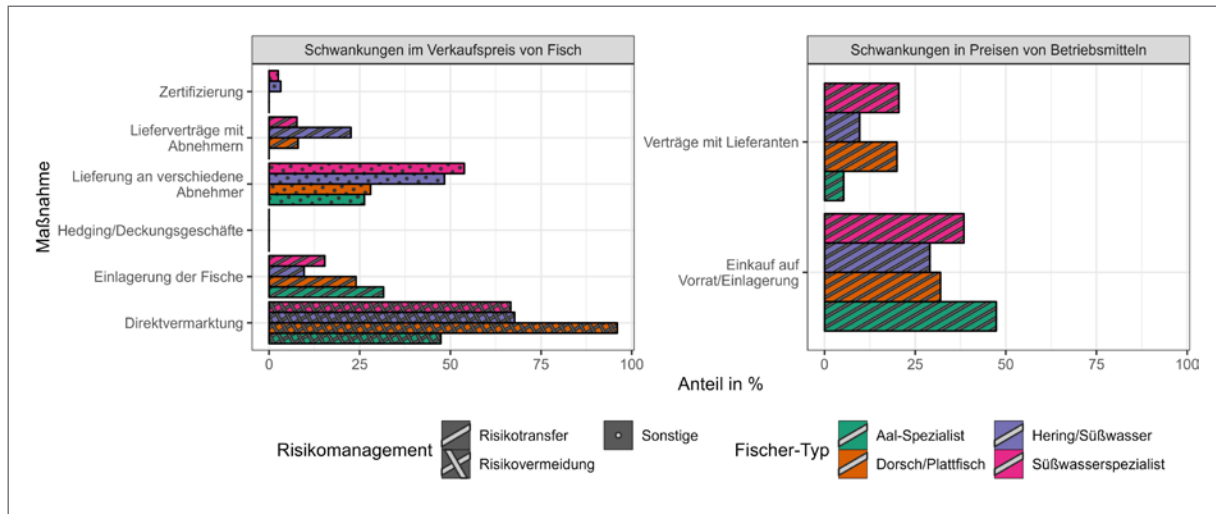 Schwankungen im Verkaufspreis von Fisch
Schwankungen in Preisen von Betriebsmitteln
Maßnahme
Zertifizierung
Lieferverträge mit
Abnehmern
Lieferung an verschiedene
Abnehmer
Hedging/Deckungsgeschäfte
Einlagerung der Fische
Direktvermarktung
0 25 50 75 100
Verträge mit Lieferanten
Einkauf auf
Vorrat/Einlagerung
0 25 50 75 100
Anteil in %
Risikomanagement
Risikotransfer
Sonstige
Risikovermeidung
Fischer-Typ
Aal-Spezialist
Hering/Süßwasser
Dorsch/Plattfisch
Süßwasserspezialist